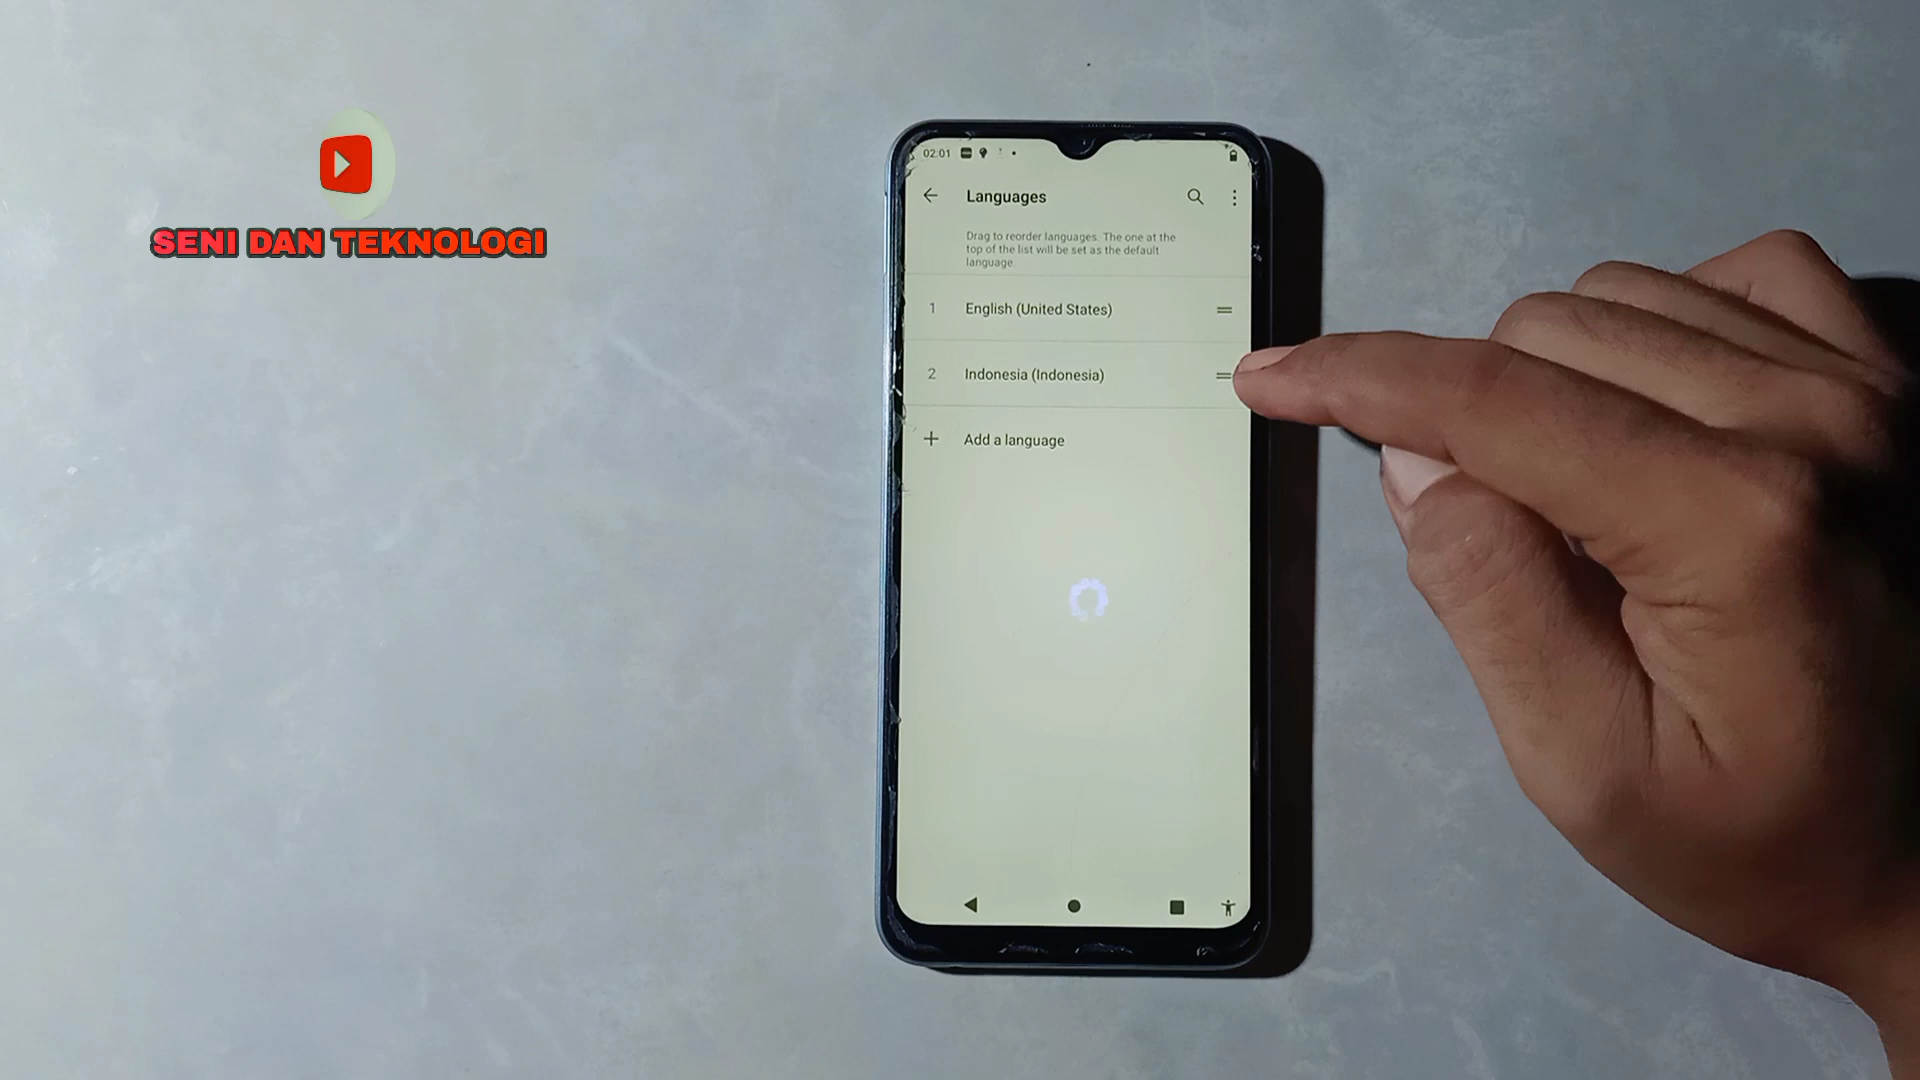 SENI DAN TEKNOLOGI
02:01
Languages
Drag to reorder languages. The one at the
top of the list will be set as the default
language.
1 English (United States)
2 Indonesia (Indonesia)
Add a language